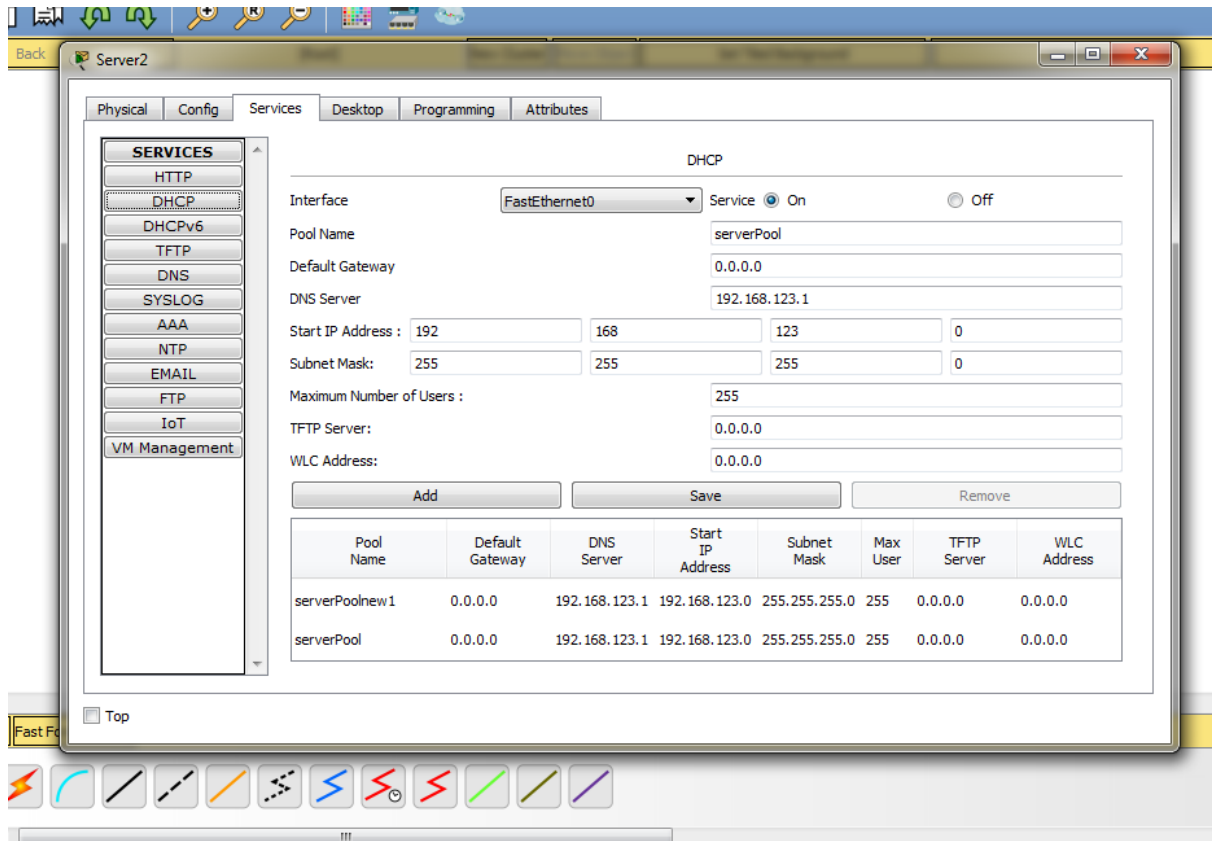 Back
Server2
Physical Config Services Desktop Programming Attributes
SERVICES
HTTP
DHCP
DHCPv6
TFTP
DNS
SYSLOG
AAA
NTP
EMAIL
FTP
IoT
VM Management
DHCP
Interface FastEthernet0 Service On Off
Pool Name serverPool
Default Gateway 0.0.0.0
DNS Server 192.168.123.1
Start IP Address : 192 168 123 0
Subnet Mask: 255 255 255 0
Maximum Number of Users : 255
TFTP Server: 0.0.0.0
WLC Address: 0.0.0.0
Add Save Remove
Pool Name Default Gateway DNS Server Start IP Address Subnet Mask Max User TFTP Server WLC Address
serverPoolnew1 0.0.0.0 192.168.123.1 192.168.123.0 255.255.255.0 255 0.0.0.0 0.0.0.0
serverPool 0.0.0.0 192.168.123.1 192.168.123.0 255.255.255.0 255 0.0.0.0 0.0.0.0
Top
Fast Fo